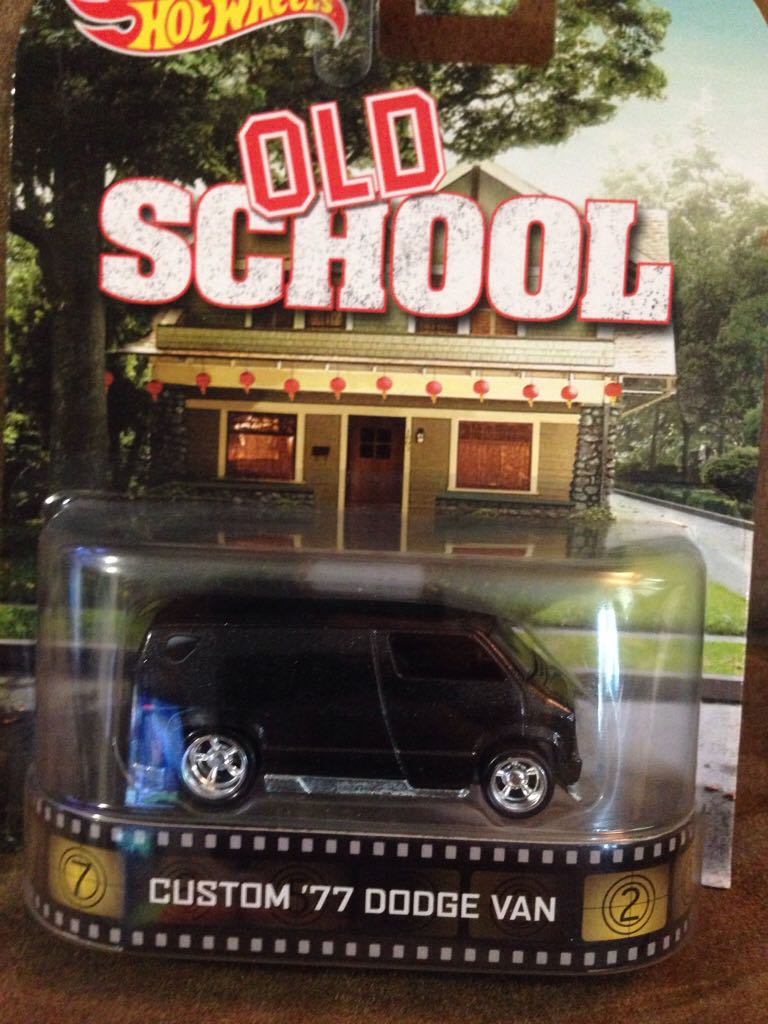 HOT WHEELS
OLD
SCHOOL
7
CUSTOM '77 DODGE VAN
2